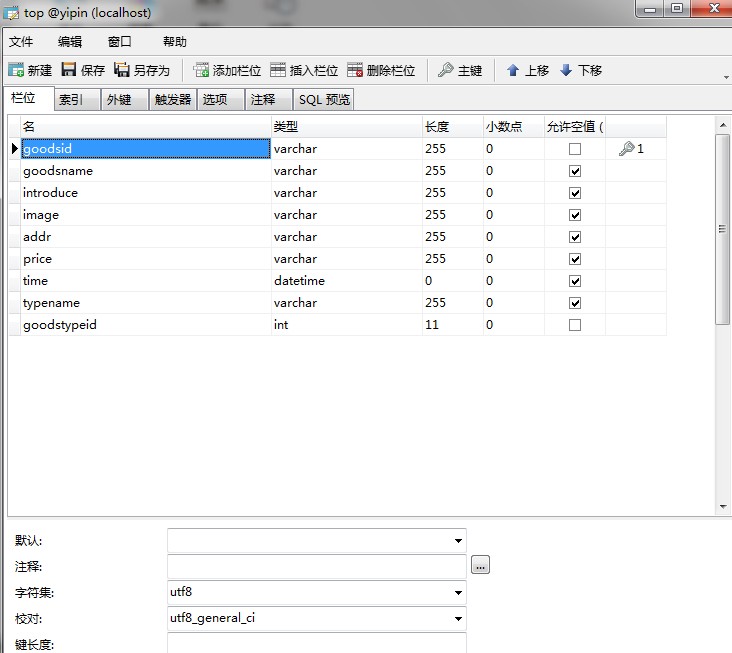 top @yipin (localhost)
文件 编辑 窗口 帮助
新建 保存 另存为 添加栏位 插入栏位 删除栏位 主键 上移 下移
栏位 索引 外键 触发器 选项 注释 SQL 预览
名 类型 长度 小数点 允许空值 (
goodsid varchar 255 0 1
goodsname varchar 255 0
introduce varchar 255 0
image varchar 255 0
addr varchar 255 0
price varchar 255 0
time datetime 0 0
typename varchar 255 0
goodstypeid int 11 0
默认:
注释: ...
字符集: utf8
校对: utf8_general_ci
键长度: